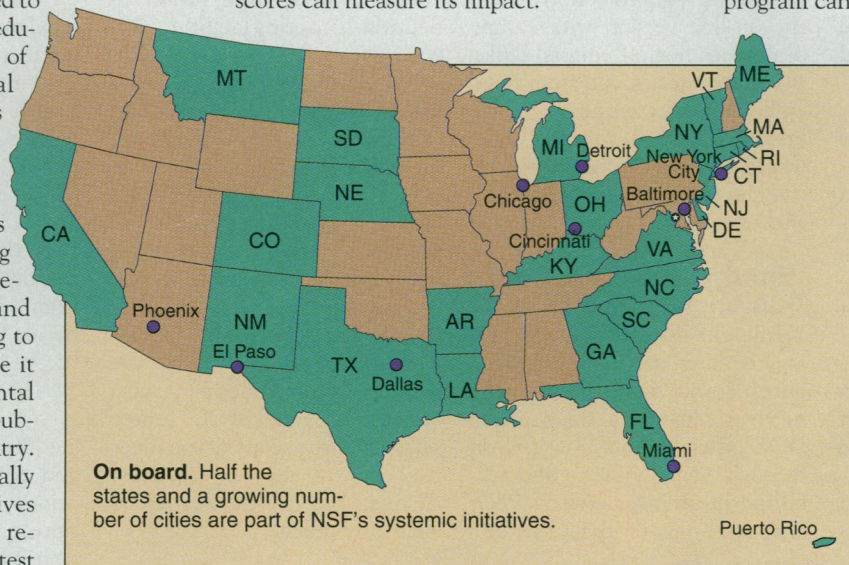 ed to
edu-
of
al
s
s
g
e-
and
g to
e it
ntal
ub-
try.
ally
ives
re-
test
scores can measure its impact.
program can
MT
VT
ME
SD
NY
MA
MI
Detroit
New York
City
RI
CT
NE
Chicago
OH
Baltimore
NJ
DE
CA
CO
Cincinnati
KY
VA
NC
Phoenix
NM
AR
SC
El Paso
TX
Dallas
GA
LA
FL
Miami
On board. Half the
states and a growing num-
ber of cities are part of NSF's systemic initiatives.
Puerto Rico